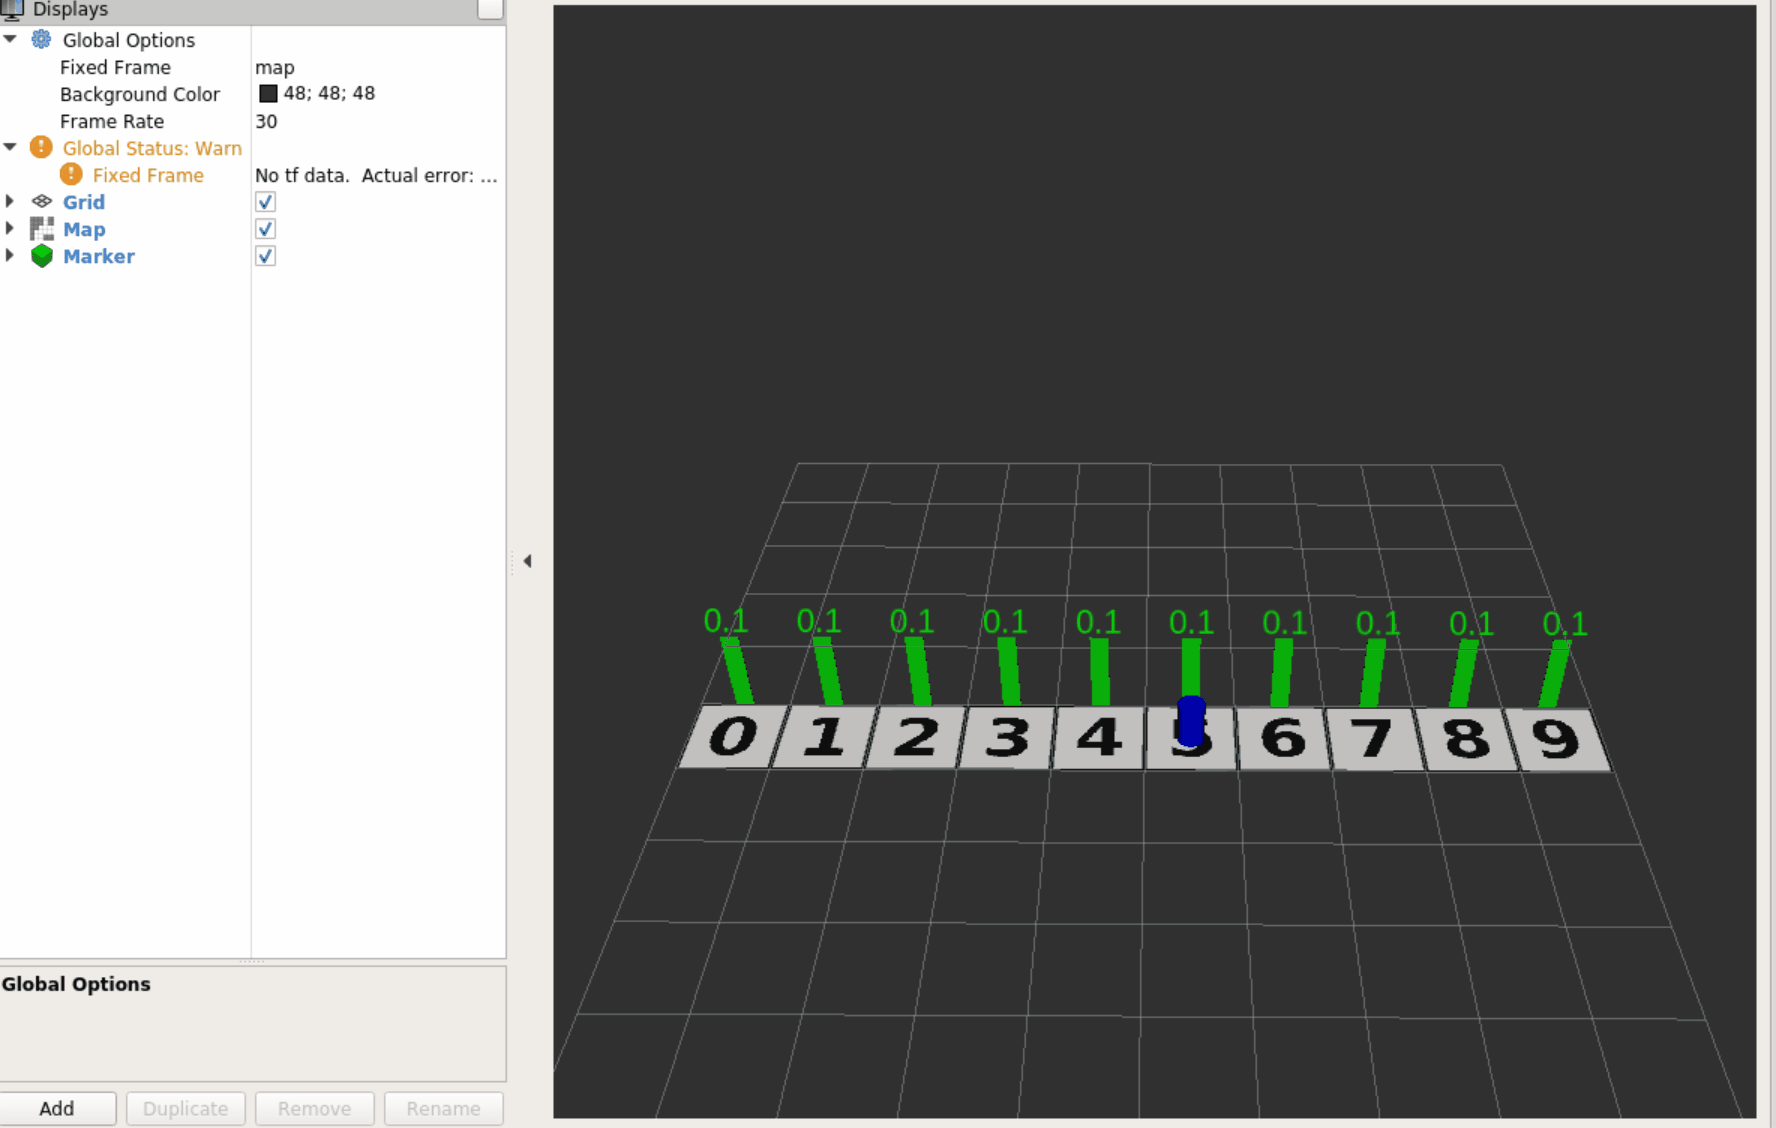 Displays
Global Options
Fixed Frame map
Background Color 48; 48; 48
Frame Rate 30
Global Status: Warn
Fixed Frame No tf data.  Actual error: ...
Grid
Map
Marker
Global Options
Add Duplicate Remove Rename
0.1 0.1 0.1 0.1 0.1 0.1 0.1 0.1 0.1 0.1
0 1 2 3 4 5 6 7 8 9